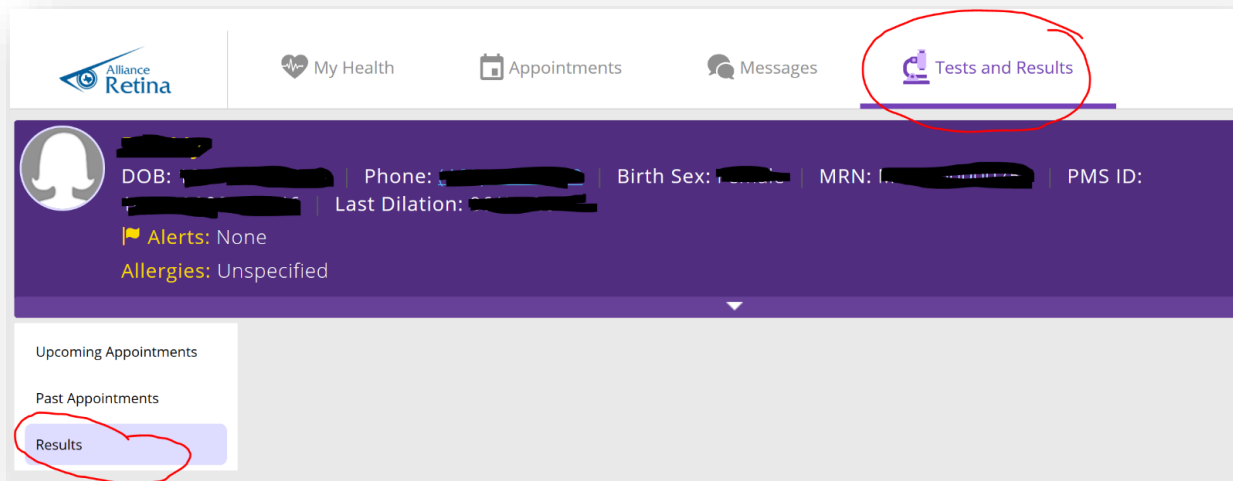 Alliance
Retina
My Health
Appointments
Messages
Tests and Results
DOB: | Phone: | Birth Sex: | MRN: | PMS ID:
| Last Dilation:
Alerts: None
Allergies: Unspecified
Upcoming Appointments
Past Appointments
Results